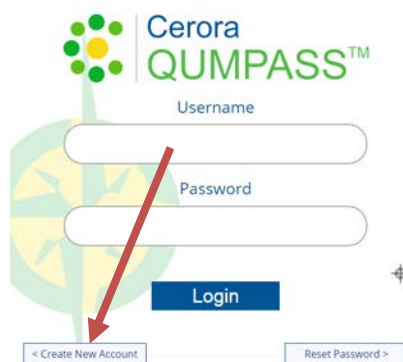 Cerora
QUMPASS™
Username
Password
Login
< Create New Account
Reset Password >